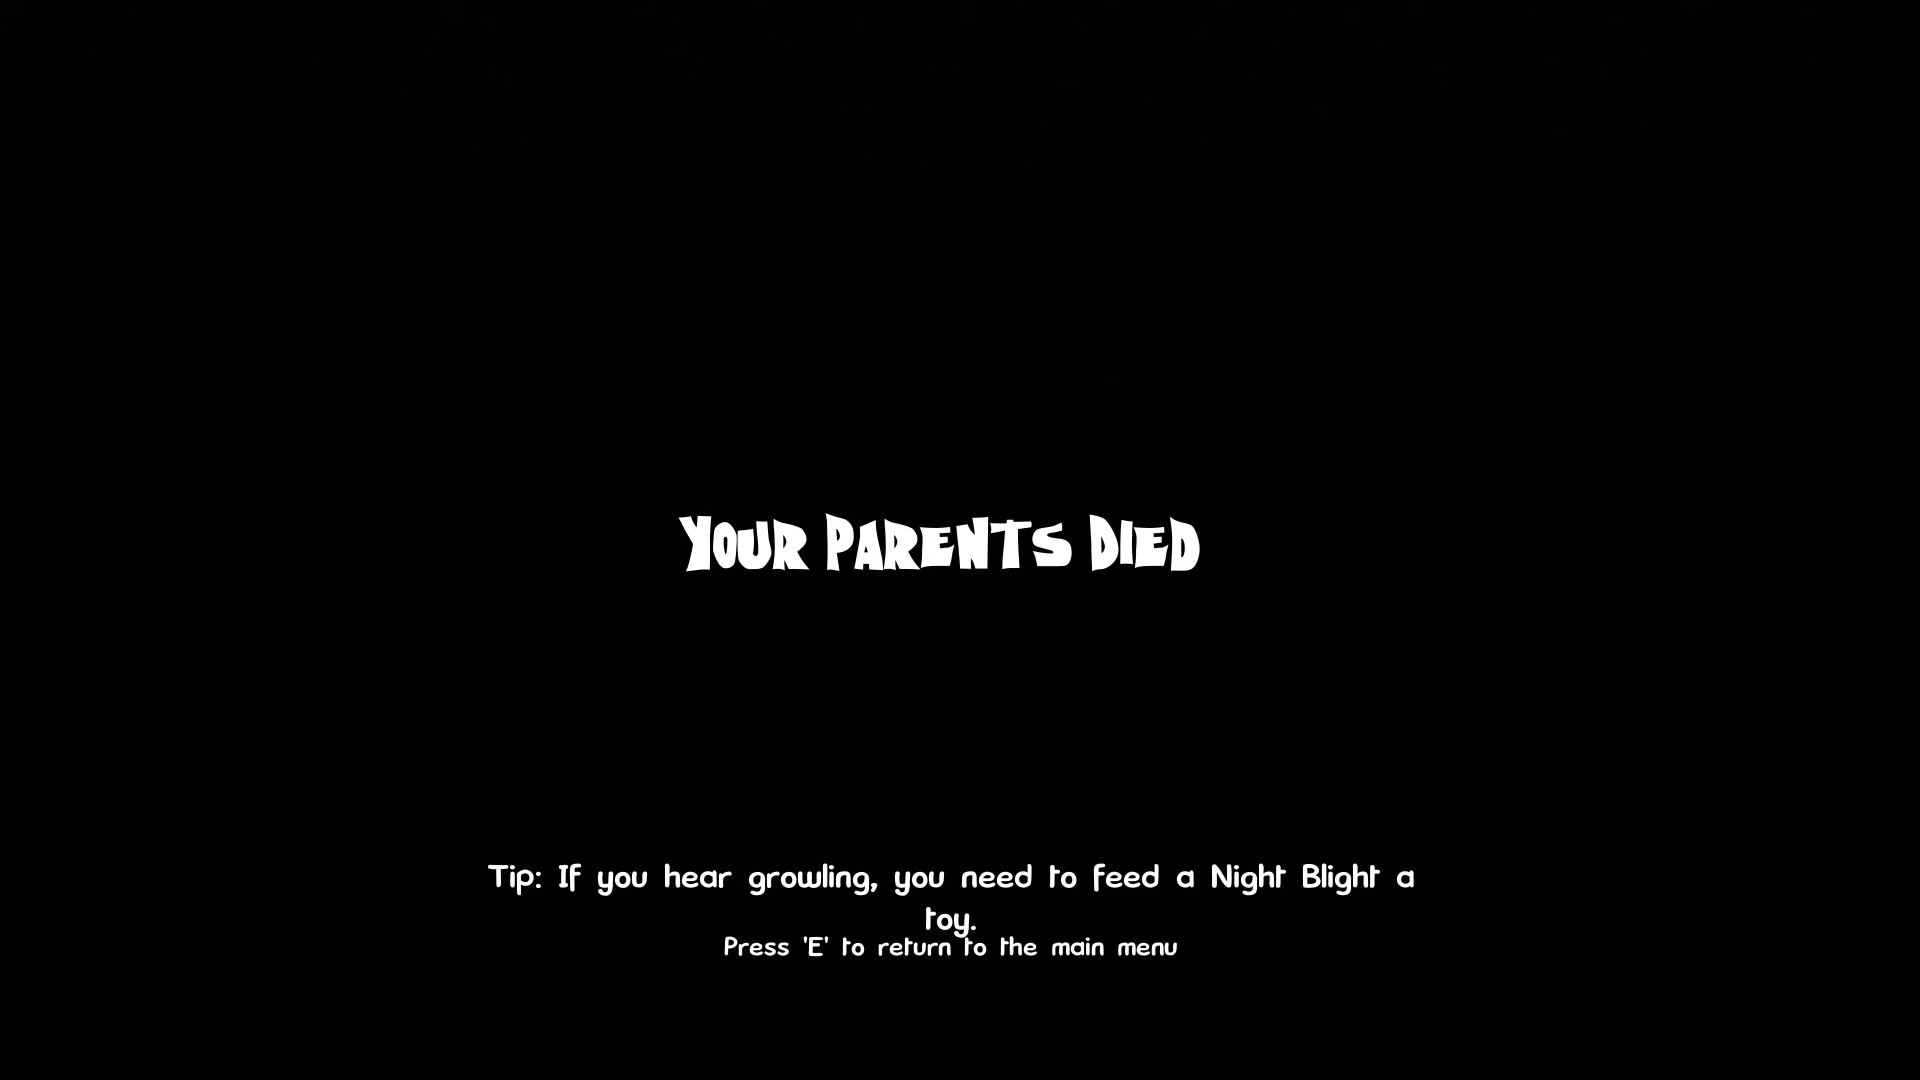 YOUR PARENTS DIED
Tip: If you hear growling, you need to feed a Night Blight a
toy.
Press 'E' to return to the main menu